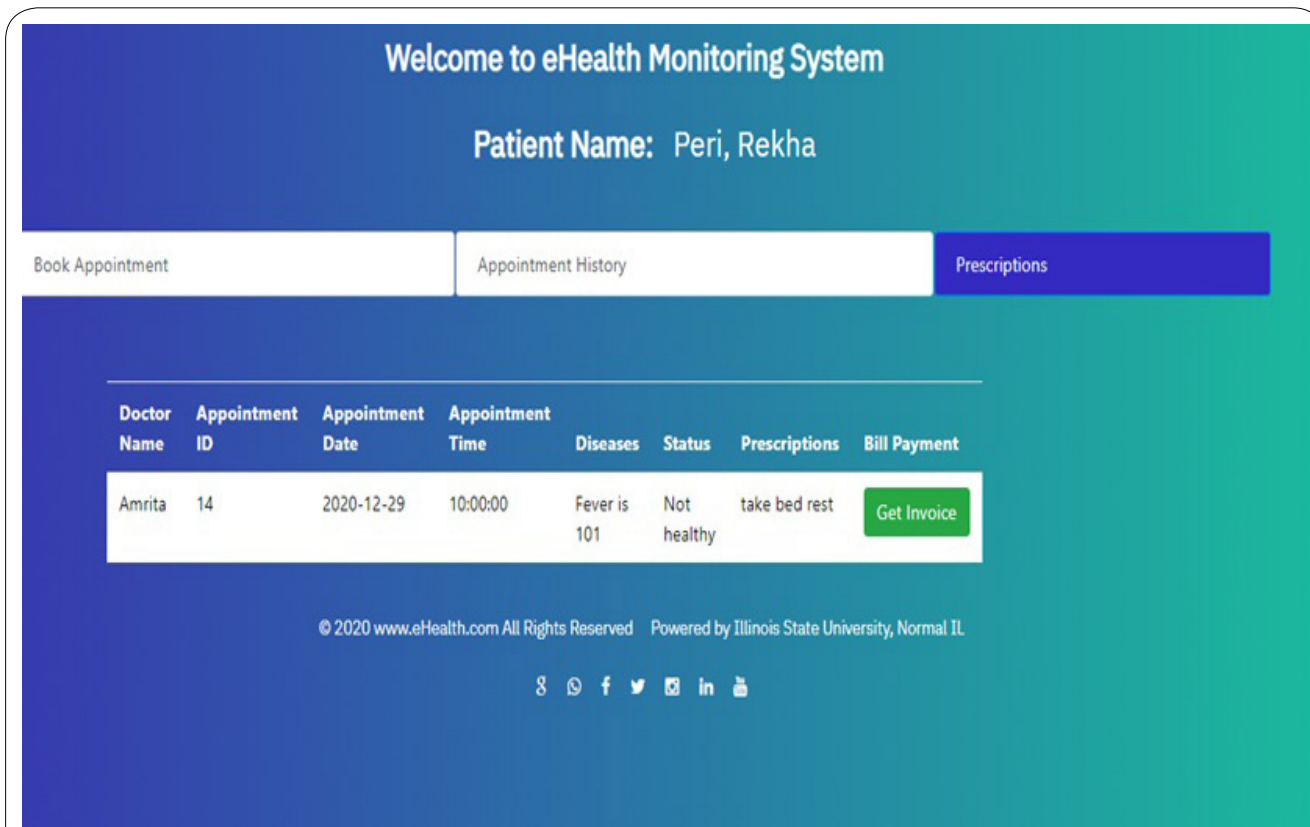 Welcome to eHealth Monitoring System
Patient Name: Peri, Rekha
Book Appointment Appointment History Prescriptions
Doctor Appointment Appointment Appointment
Name ID Date Time Diseases Status Prescriptions Bill Payment
Amrita 14 2020-12-29 10:00:00 Fever is Not take bed rest Get Invoice
101 healthy
© 2020 www.eHealth.com All Rights Reserved Powered by Illinois State University, Normal IL